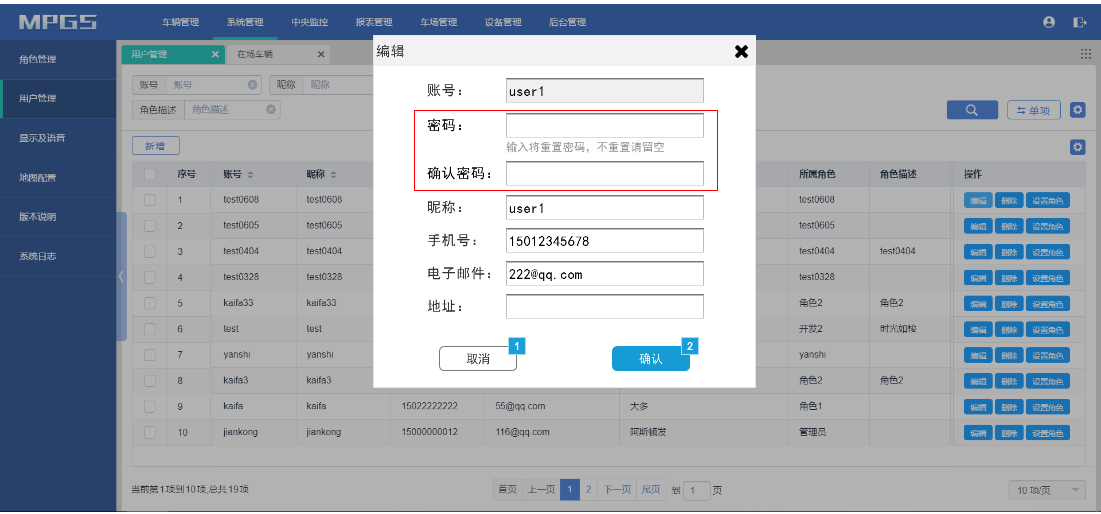 MPGS 车辆管理 系统管理 中央监控 报表管理 车场管理 设备管理 后台管理
角色管理
用户管理
显示及语音
地图配置
版本说明
系统日志
用户管理 × 在场车辆 ×
账号 账号 昵称 昵称
角色描述 角色描述
单项
新增
编辑
账号: user1
密码:
输入将重置密码,不重置请留空
确认密码:
昵称: user1
手机号: 15012345678
电子邮件: 222@qq.com
地址:
取消 1 确认 2
序号 账号 昵称 所属角色 角色描述 操作
1 test0608 test0608 test0608 编辑 删除 设置角色
2 test0605 test0605 test0605 编辑 删除 设置角色
3 test0404 test0404 test0404 test0404 编辑 删除 设置角色
4 test0328 test0328 test0328 编辑 删除 设置角色
5 kaifa33 kaifa33 角色2 角色2 编辑 删除 设置角色
6 test test 开发2 时光如梭 编辑 删除 设置角色
7 yanshi yanshi yanshi 编辑 删除 设置角色
8 kaifa3 kaifa3 角色2 角色2 编辑 删除 设置角色
9 kaifa kaifa 15022222222 55@qq.com 大多 角色1 编辑 删除 设置角色
10 jiankong jiankong 15000000012 116@qq.com 阿斯顿发 管理员 编辑 删除 设置角色
当前第1项到10项,总共19项 首页 上一页 1 2 下一页 尾页 到 1 页 10 项/页